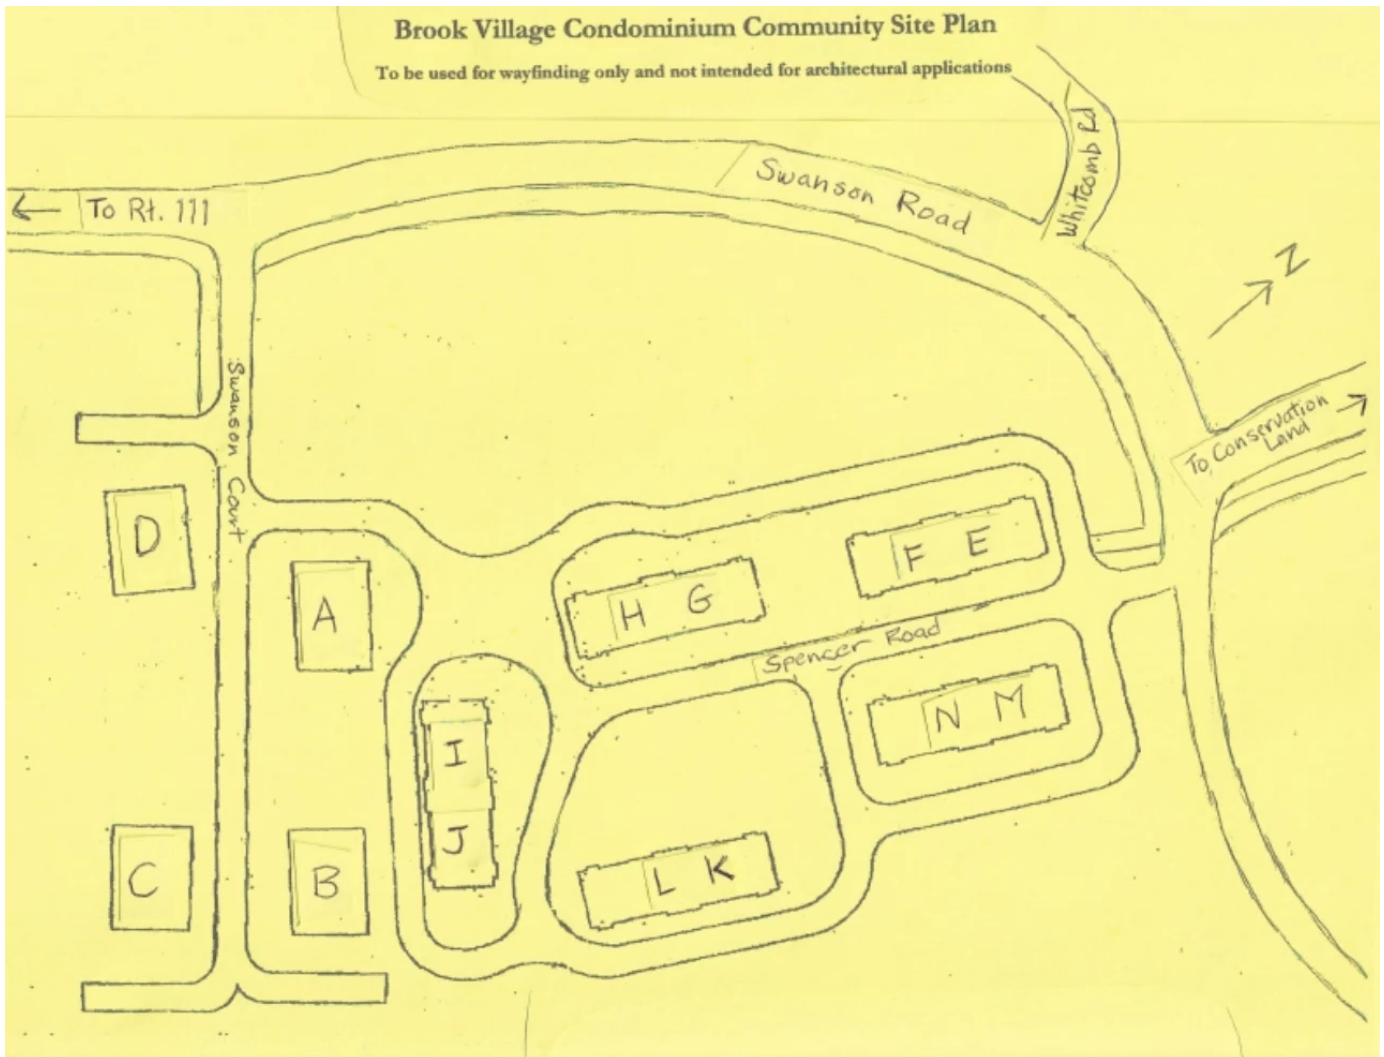 Brook Village Condominium Community Site Plan
To be used for wayfinding only and not intended for architectural applications
Whitcomb Rd
Swanson Road
To Rt. 111
N
To Conservation
Land
Swanson Court
D
A
H G
F E
Spencer Road
N M
I
J
L K
C
B